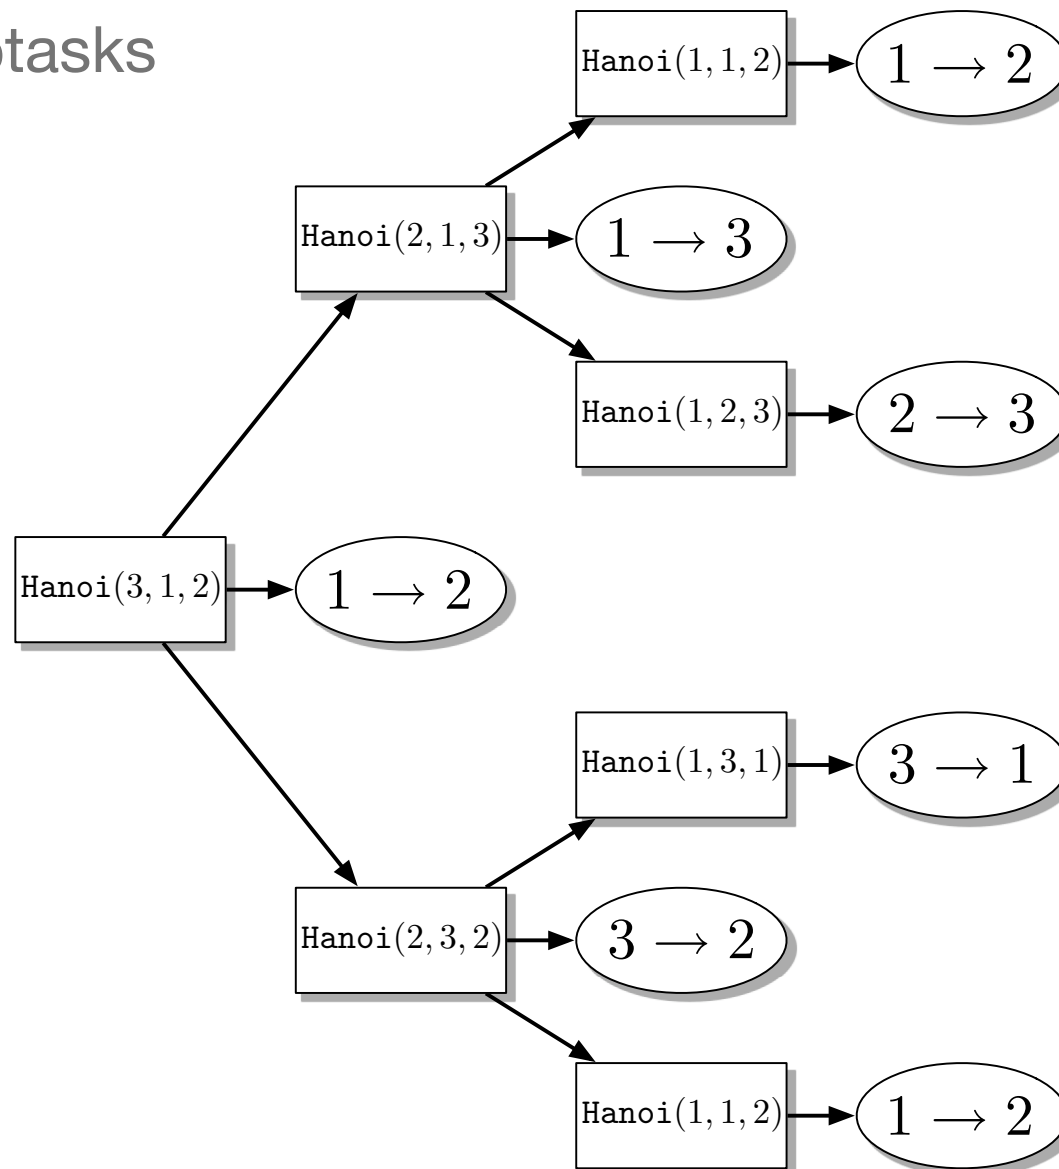 Hanoi(1, 1, 2)
1 → 2
Hanoi(2, 1, 3)
1 → 3
Hanoi(1, 2, 3)
2 → 3
Hanoi(3, 1, 2)
1 → 2
Hanoi(1, 3, 1)
3 → 1
Hanoi(2, 3, 2)
3 → 2
Hanoi(1, 1, 2)
1 → 2